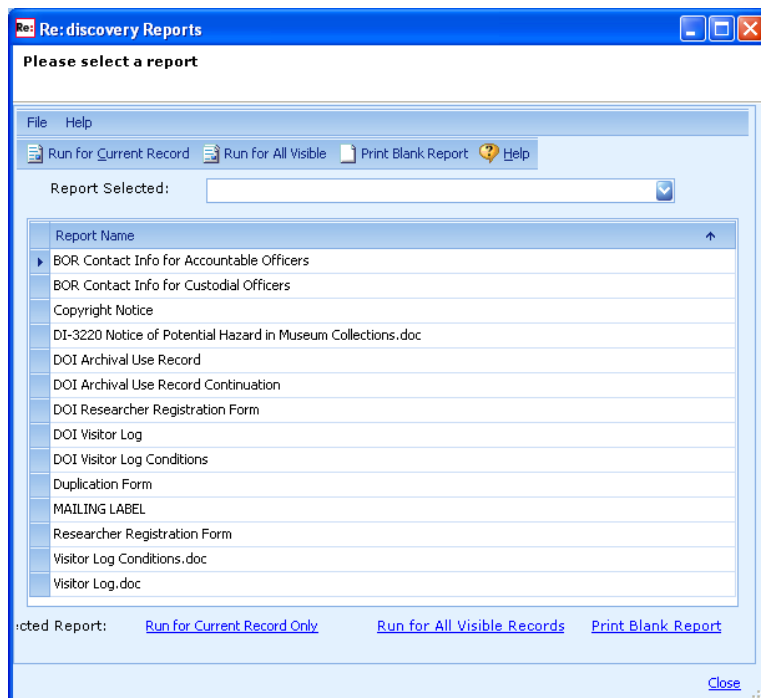 Re: Re:discovery Reports
Please select a report
File Help
Run for Current Record Run for All Visible Print Blank Report Help
Report Selected:
Report Name
BOR Contact Info for Accountable Officers
BOR Contact Info for Custodial Officers
Copyright Notice
DI-3220 Notice of Potential Hazard in Museum Collections.doc
DOI Archival Use Record
DOI Archival Use Record Continuation
DOI Researcher Registration Form
DOI Visitor Log
DOI Visitor Log Conditions
Duplication Form
MAILING LABEL
Researcher Registration Form
Visitor Log Conditions.doc
Visitor Log.doc
ected Report: Run for Current Record Only Run for All Visible Records Print Blank Report
Close